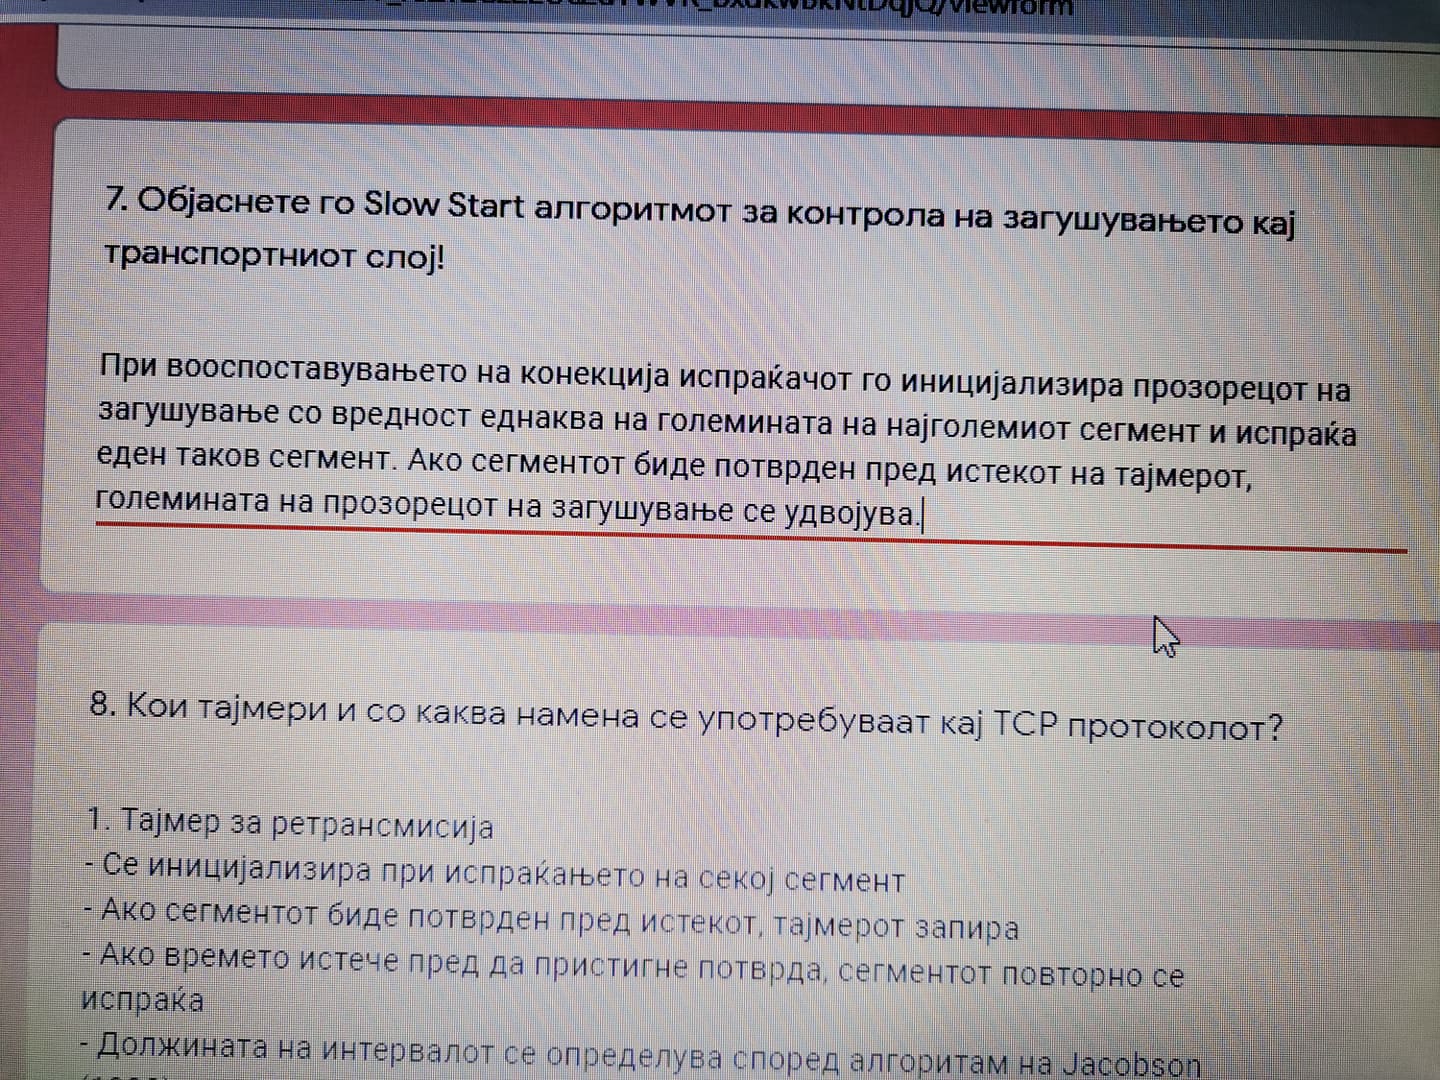 /viewform
7. Објаснете го Slow Start алгоритмот за контрола на загушувањето кај
транспортниот слој!
При вооспоставувањето на конекција испраќачот го иницијализира прозорецот на
загушување со вредност еднаква на големината на најголемиот сегмент и испраќа
еден таков сегмент. Ако сегментот биде потврден пред истекот на тајмерот,
големината на прозорецот на загушување се удвојува.
8. Кои тајмери и со каква намена се употребуваат кај TCP протоколот?
1. Тајмер за ретрансмисија
- Се иницијализира при испраќањето на секој сегмент
- Ако сегментот биде потврден пред истекот, тајмерот запира
- Ако времето истече пред да пристигне потврда, сегментот повторно се
испраќа
- Должината на интервалот се определува според алгоритам на Jacobson